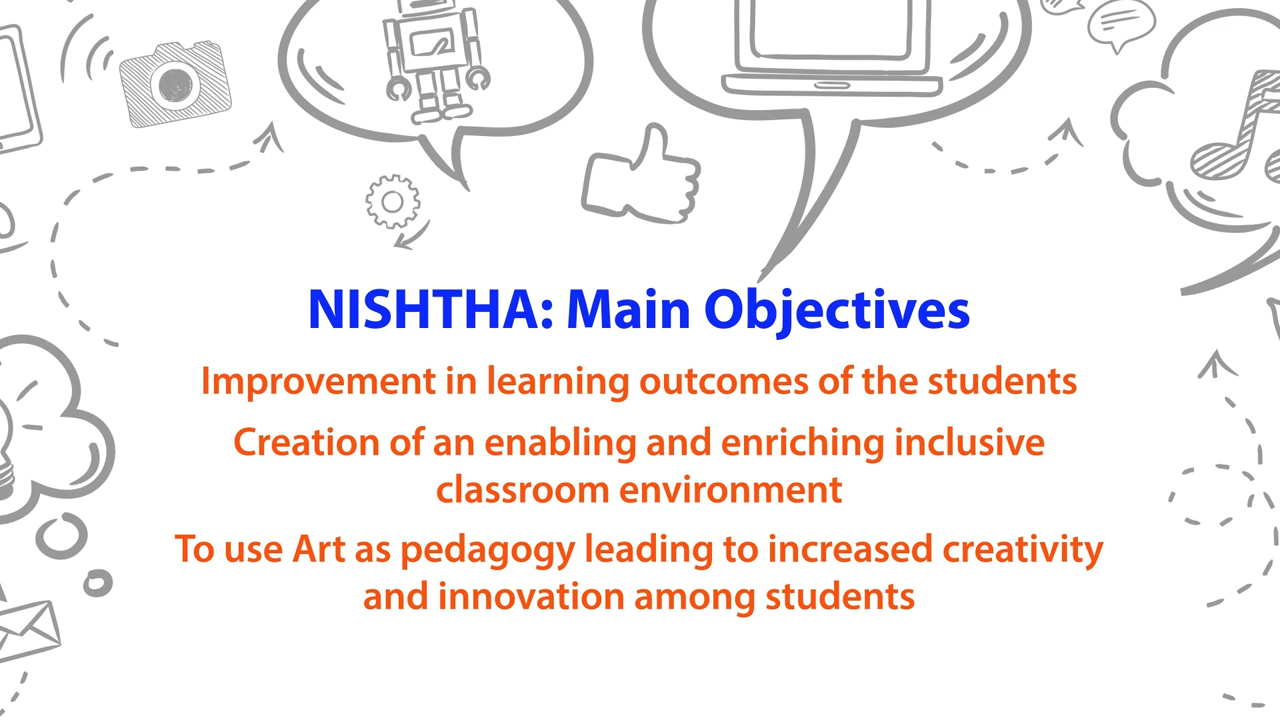 NISHTHA: Main Objectives
Improvement in learning outcomes of the students
Creation of an enabling and enriching inclusive
classroom environment
To use Art as pedagogy leading to increased creativity
and innovation among students